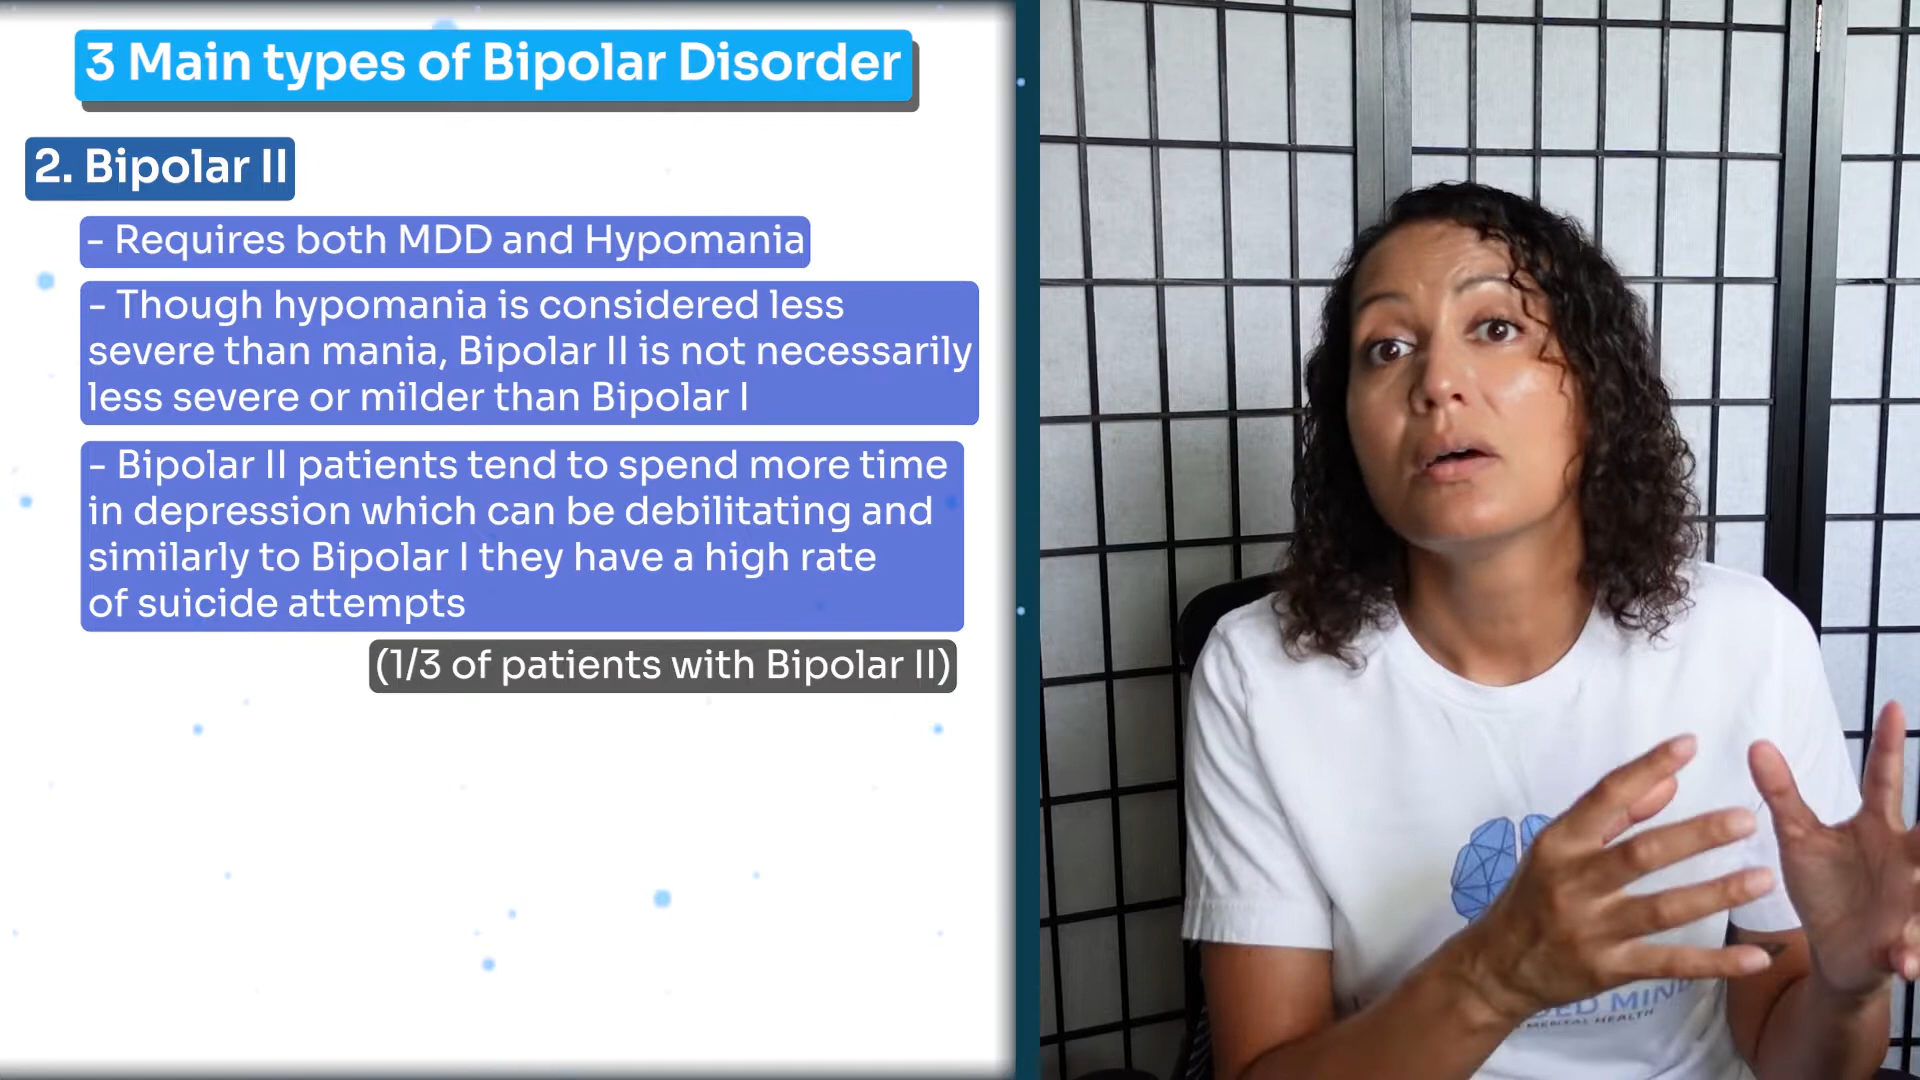 3 Main types of Bipolar Disorder
2. Bipolar II
- Requires both MDD and Hypomania
- Though hypomania is considered less
severe than mania, Bipolar II is not necessarily
less severe or milder than Bipolar I
- Bipolar II patients tend to spend more time
in depression which can be debilitating and
similarly to Bipolar I they have a high rate
of suicide attempts
(1/3 of patients with Bipolar II)
MIND
MENTAL HEALTH